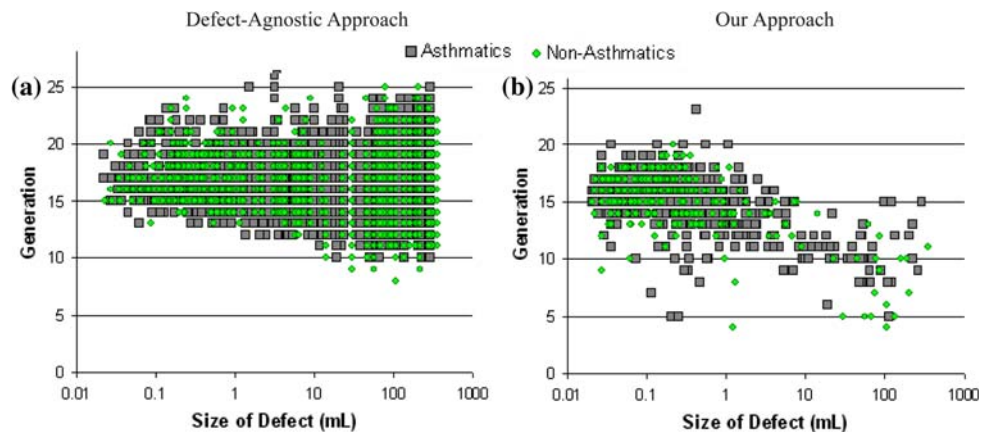 Defect-Agnostic Approach
Our Approach
Asthmatics
Non-Asthmatics
(a)
(b)
Generation
25
20
15
10
5
0
0.01
0.1
1
10
100
1000
Size of Defect (mL)
Generation
25
20
15
10
5
0
0.01
0.1
1
10
100
1000
Size of Defect (mL)